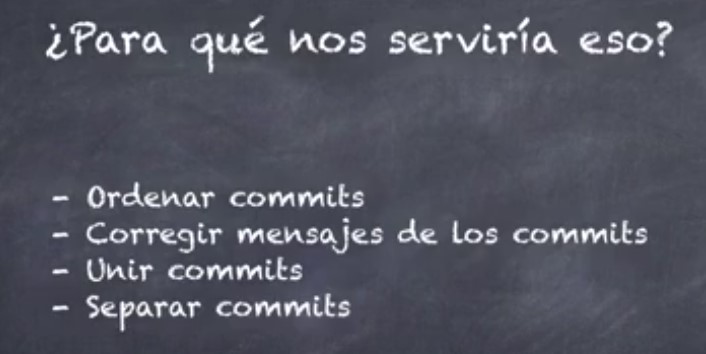 ¿Para qué nos serviría eso?
- Ordenar commits
- Corregir mensajes de los commits
- Unir commits
- Separar commits